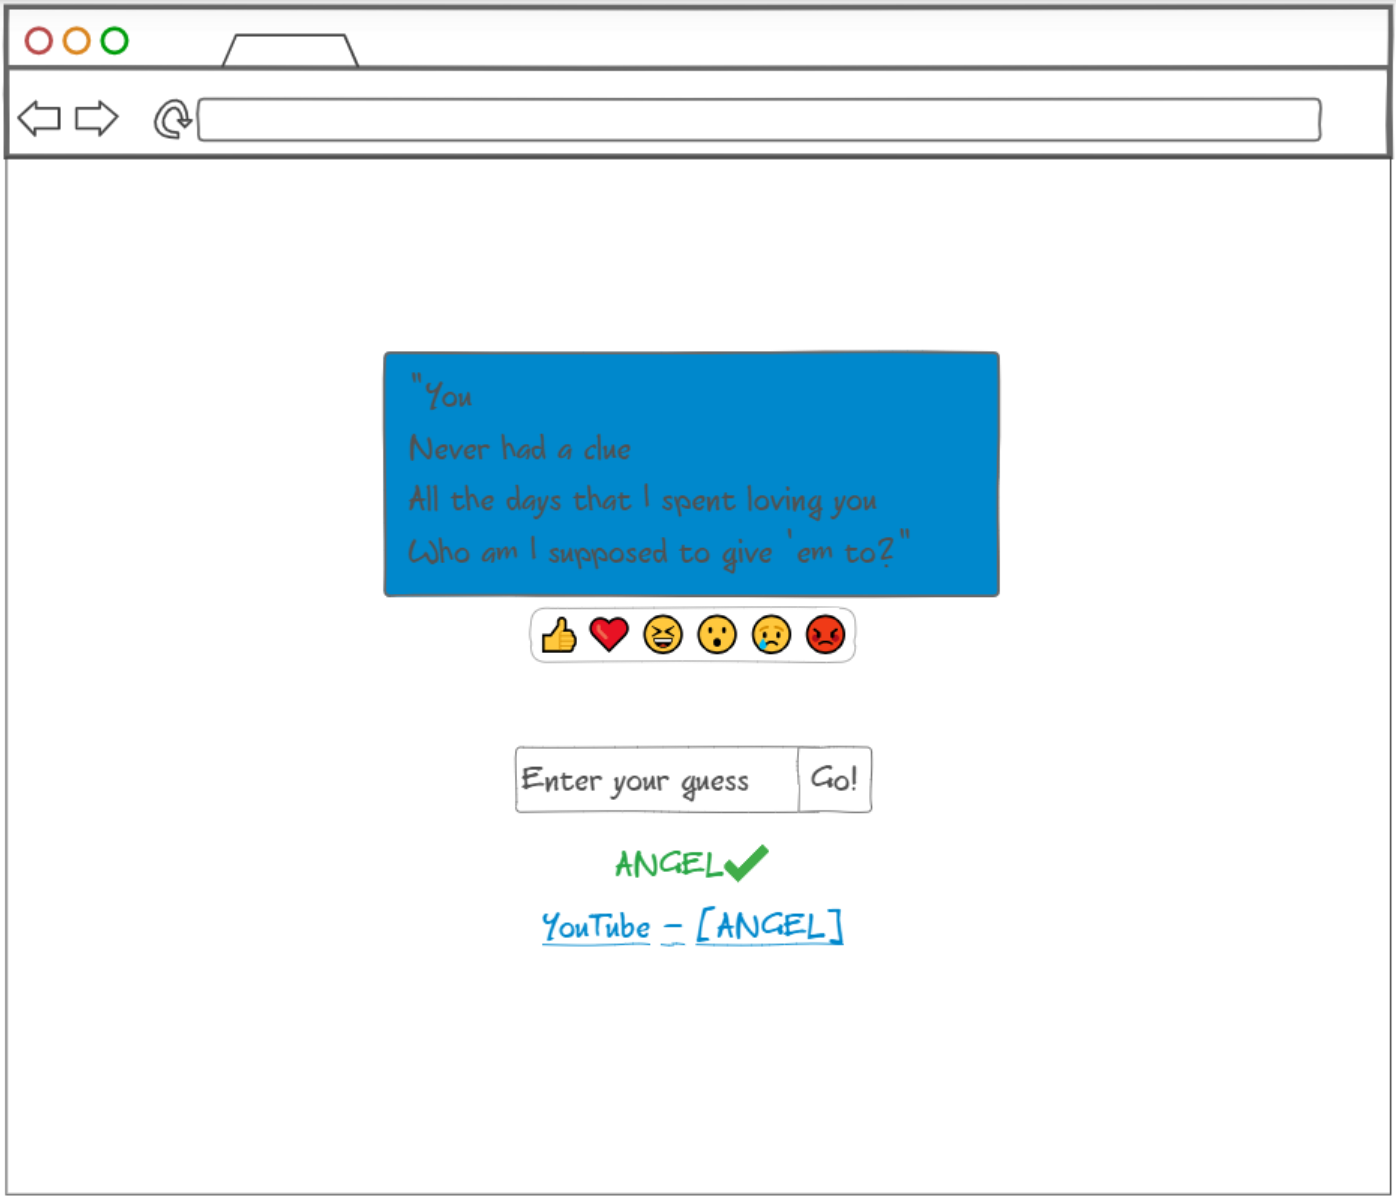 "You
Never had a clue
All the days that I spent loving you
Who am I supposed to give 'em to?"
Enter your guess Go!
ANGEL
YouTube - [ANGEL]